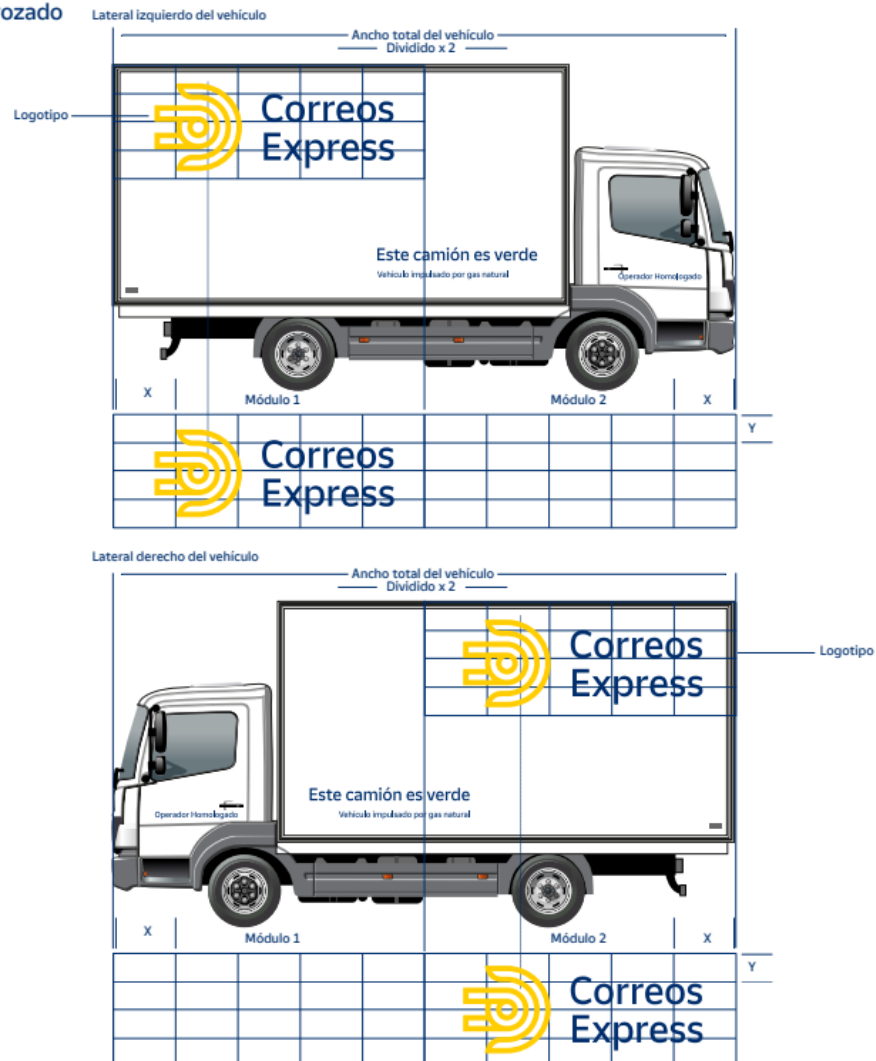 ozado
Lateral izquierdo del vehículo
Ancho total del vehículo
Dividido x 2
Logotipo
Correos
Express
Este camión es verde
Vehículo impulsado por gas natural
Operador Homologado
X
Módulo 1
Módulo 2
X
Y
Correos
Express
Lateral derecho del vehículo
Ancho total del vehículo
Dividido x 2
Correos
Express
Logotipo
Este camión es verde
Vehículo impulsado por gas natural
Operador Homologado
X
Módulo 1
Módulo 2
X
Y
Correos
Express